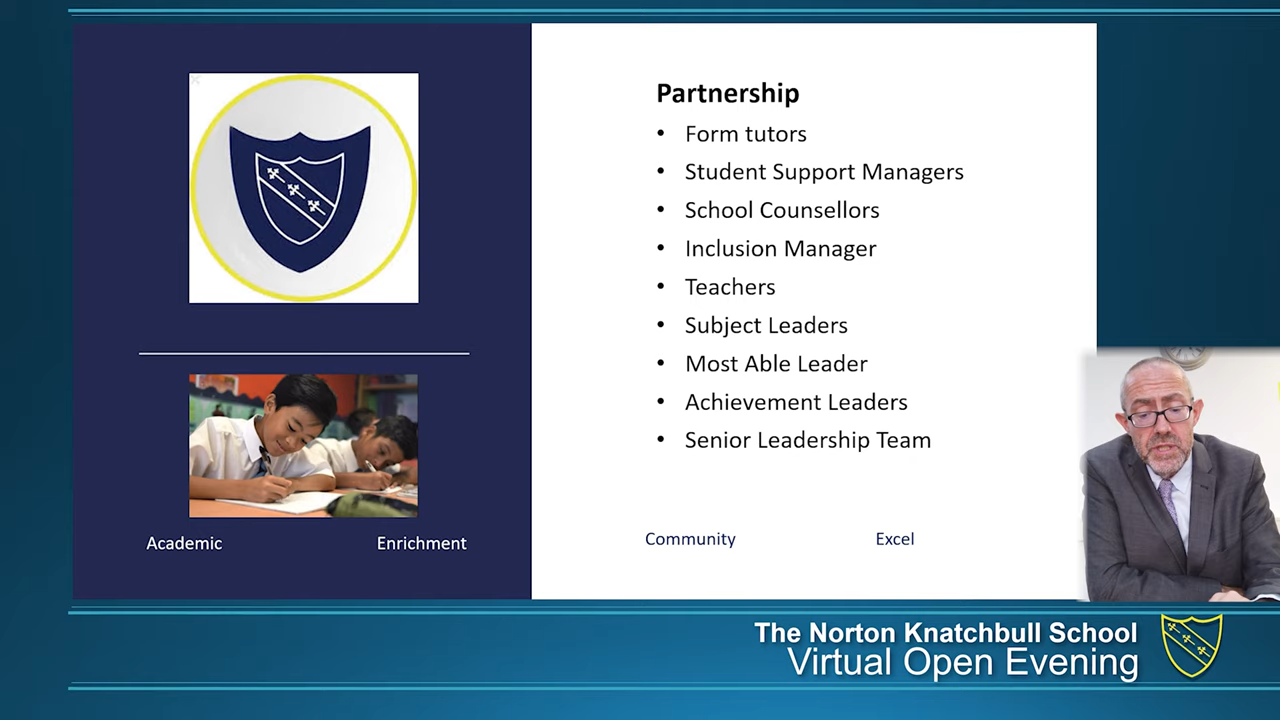 Partnership
• Form tutors
• Student Support Managers
• School Counsellors
• Inclusion Manager
• Teachers
• Subject Leaders
• Most Able Leader
• Achievement Leaders
• Senior Leadership Team
Academic
Enrichment
Community
Excel
The Norton Knatchbull School
Virtual Open Evening